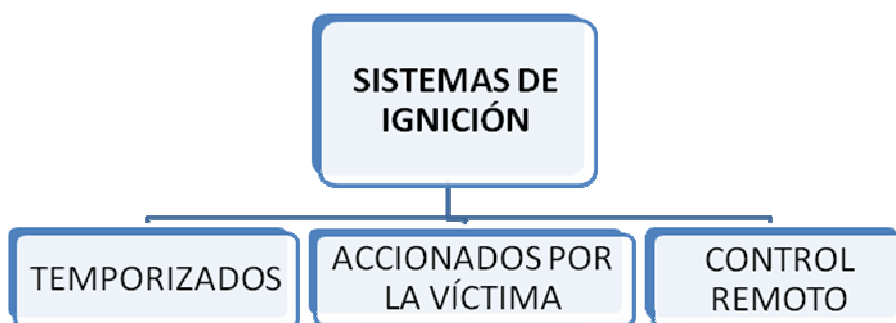 SISTEMAS DE
IGNICIÓN
TEMPORIZADOS
ACCIONADOS POR
LA VÍCTIMA
CONTROL
REMOTO